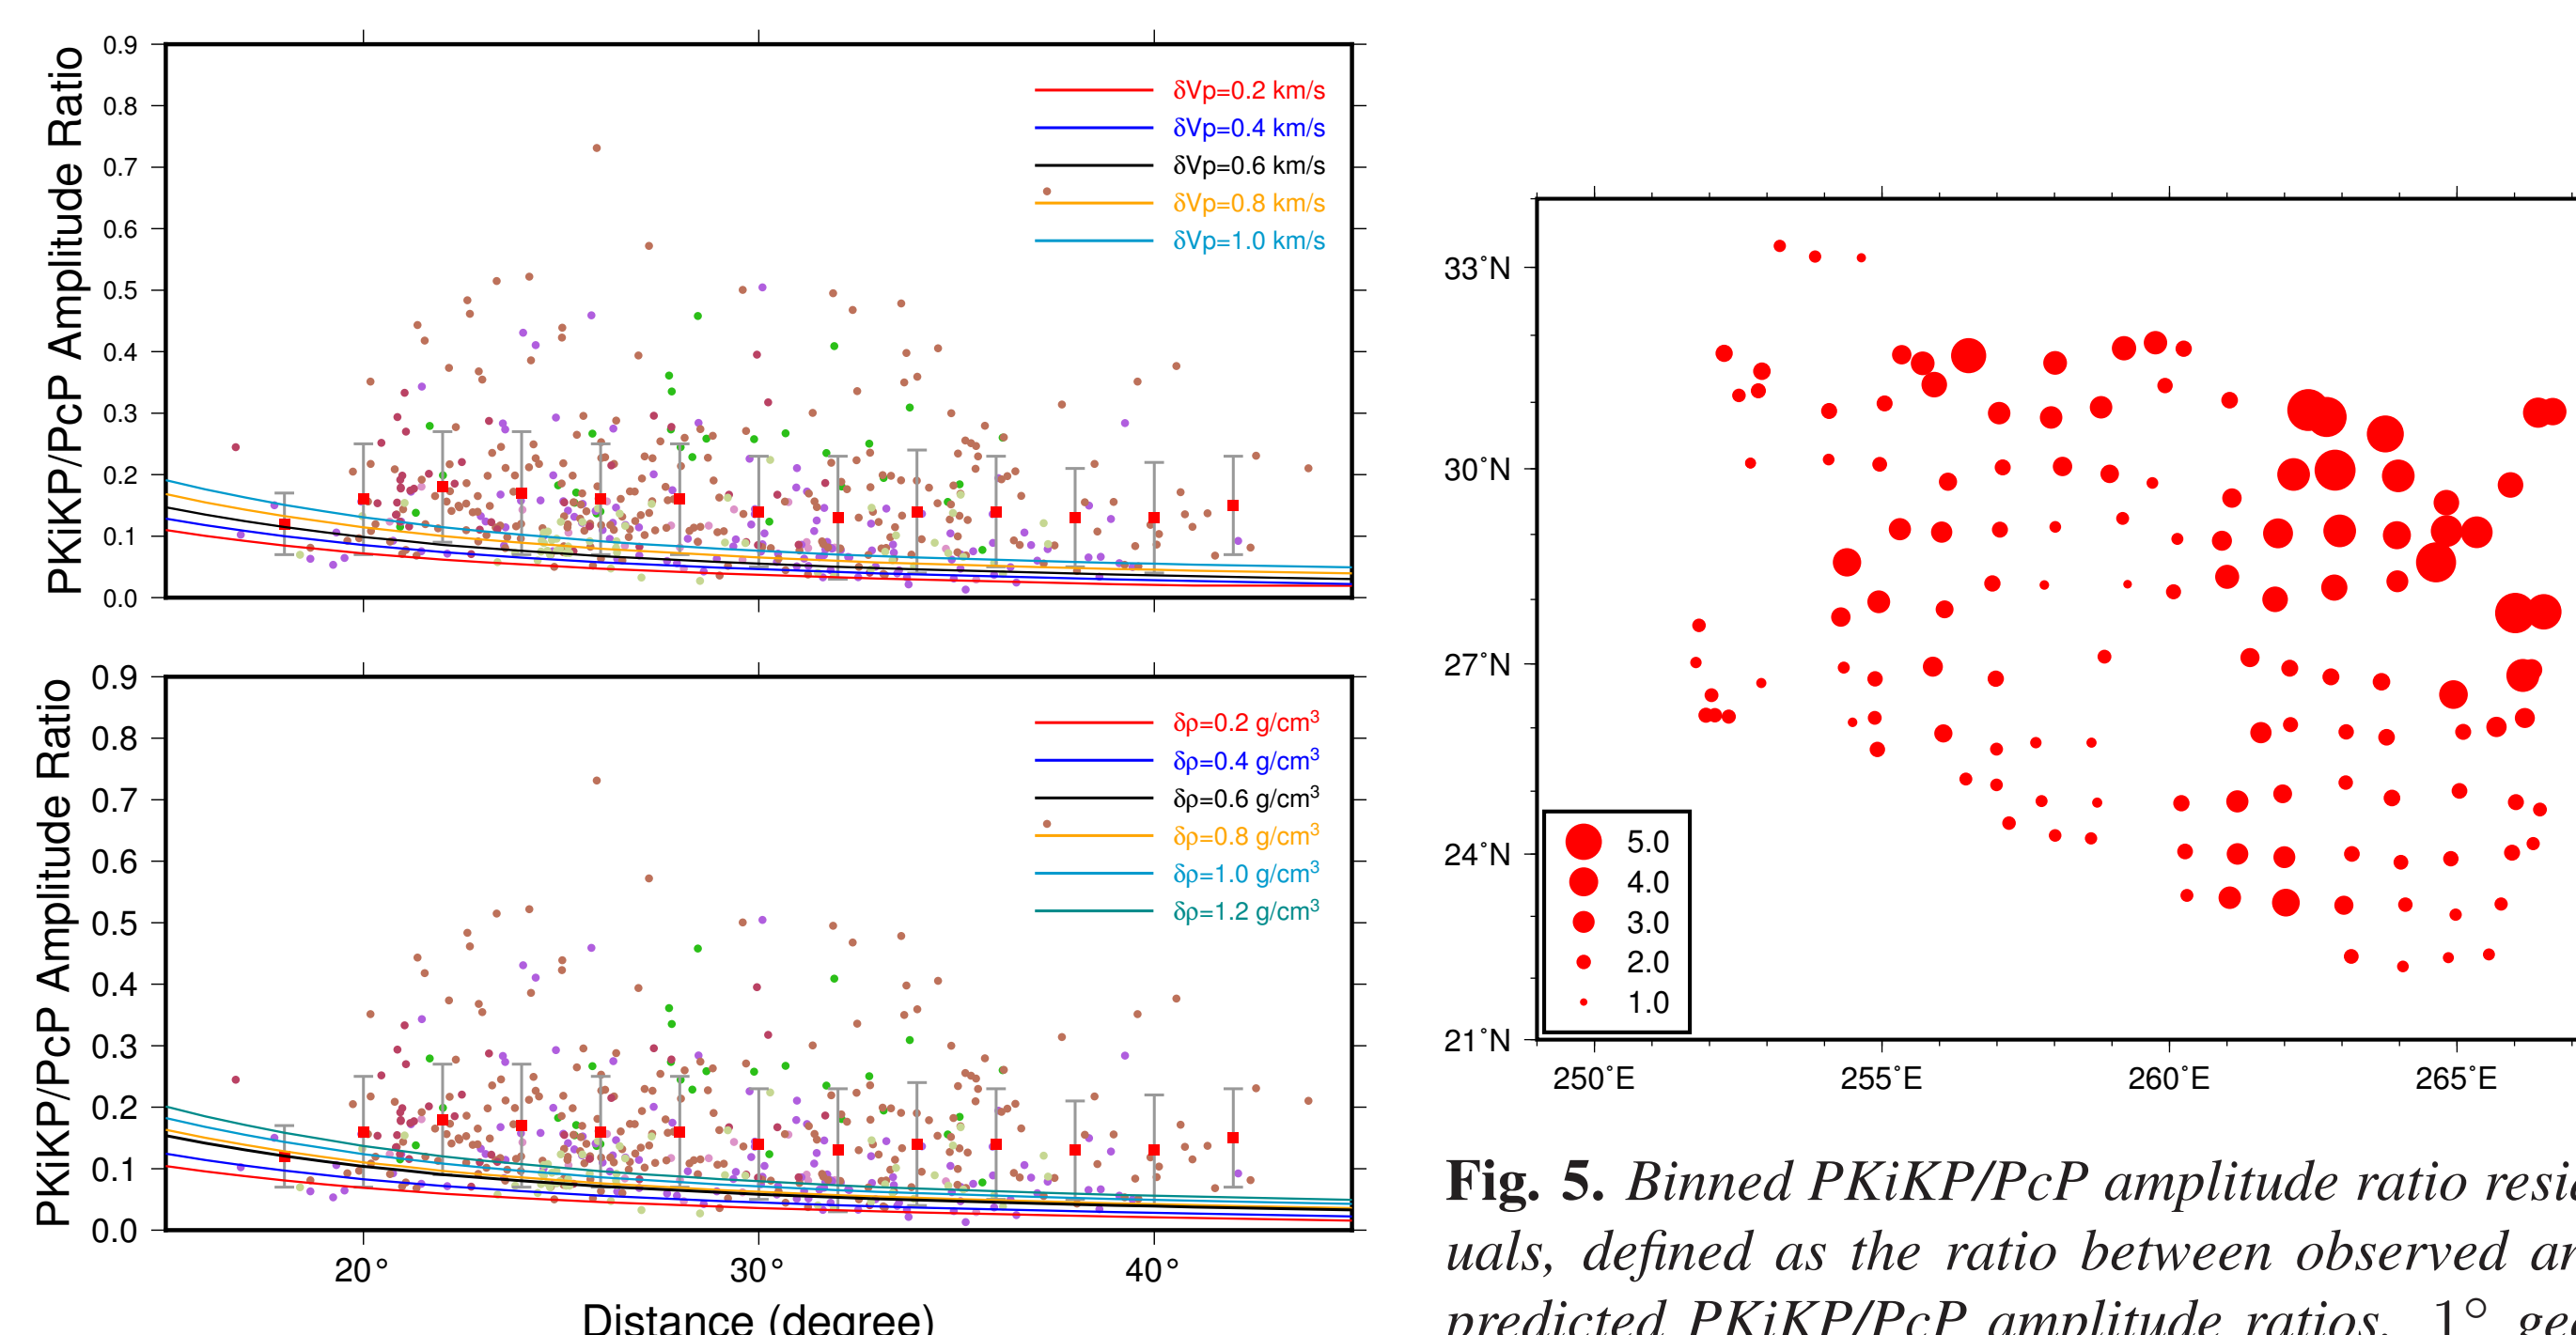 PKiKP/PcP Amplitude Ratio
0.9
0.8
0.7
0.6
0.5
0.4
0.3
0.2
0.1
0.0
δVp=0.2 km/s
δVp=0.4 km/s
δVp=0.6 km/s
δVp=0.8 km/s
δVp=1.0 km/s
PKiKP/PcP Amplitude Ratio
0.9
0.8
0.7
0.6
0.5
0.4
0.3
0.2
0.1
0.0
δρ=0.2 g/cm³
δρ=0.4 g/cm³
δρ=0.6 g/cm³
δρ=0.8 g/cm³
δρ=1.0 g/cm³
δρ=1.2 g/cm³
20° 30° 40°
Distance (degree)
33°N
30°N
27°N
24°N
21°N
5.0
4.0
3.0
2.0
1.0
250°E 255°E 260°E 265°E
Fig. 5. Binned PKiKP/PcP amplitude ratio
uals, defined as the ratio between observed
predicted PKiKP/PcP amplitude ratios. 1°